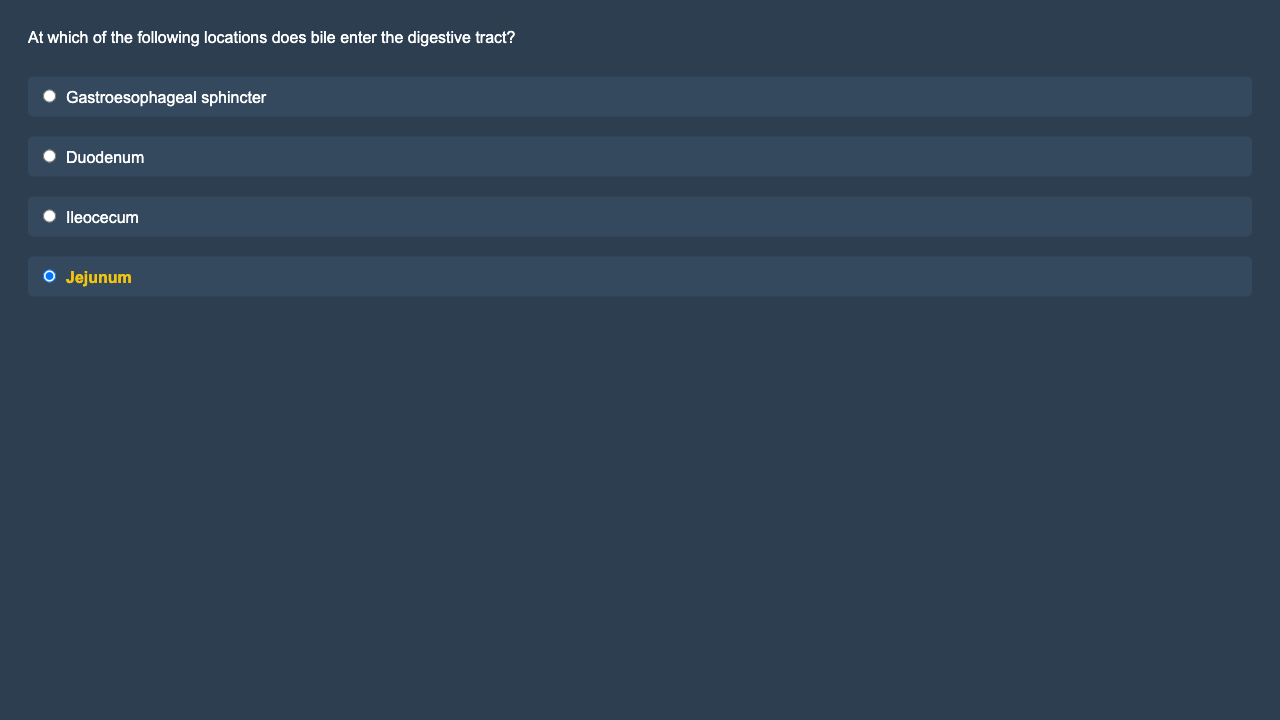 At which of the following locations does bile enter the digestive tract?
Gastroesophageal sphincter
Duodenum
Ileocecum
Jejunum